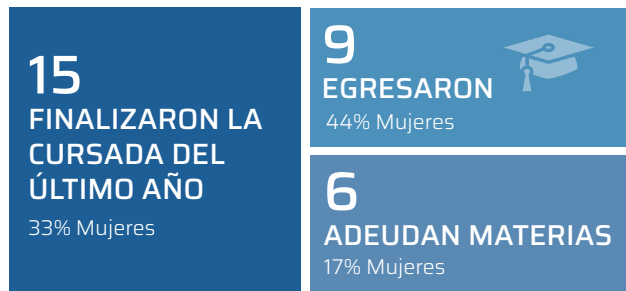 15
FINALIZARON LA
CURSADA DEL
ÚLTIMO AÑO
33% Mujeres
9
EGRESARON
44% Mujeres
6
ADEUDAN MATERIAS
17% Mujeres